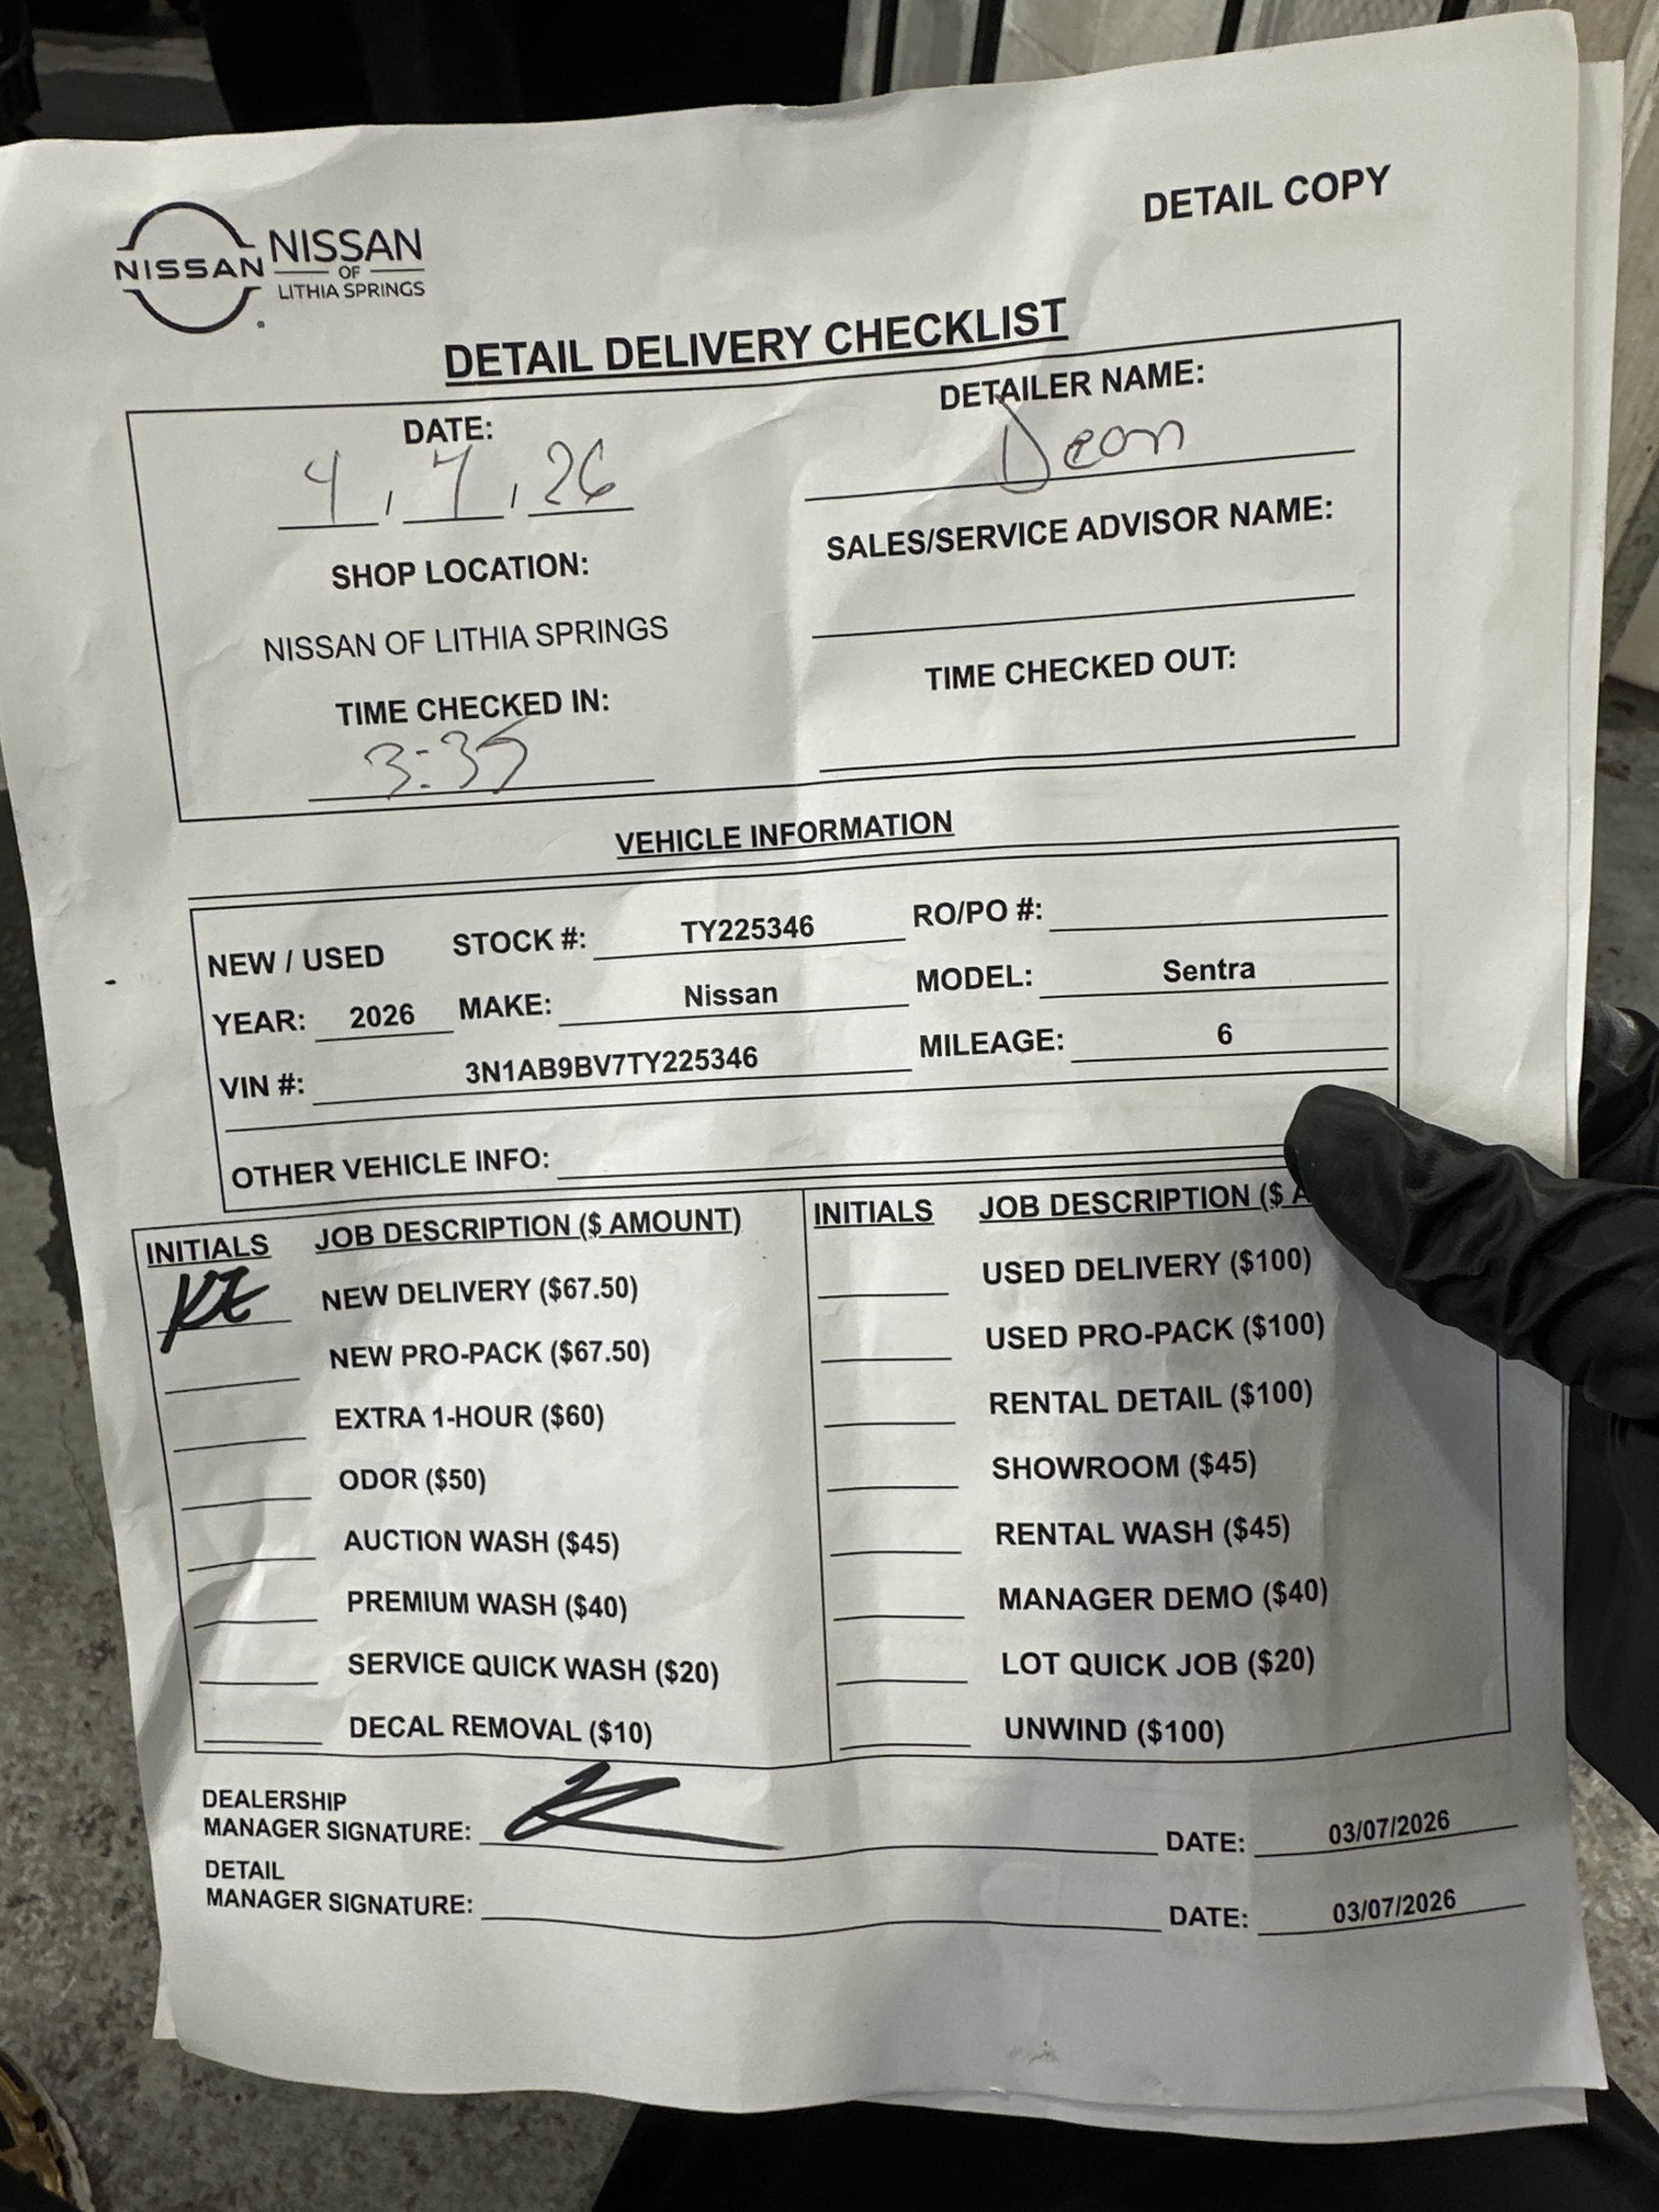 DETAIL COPY
NISSAN
NISSAN
OF
LITHIA SPRINGS
DETAIL DELIVERY CHECKLIST
DATE:
4, 7, 26
DETAILER NAME:
Deon
SHOP LOCATION:
NISSAN OF LITHIA SPRINGS
SALES/SERVICE ADVISOR NAME:
TIME CHECKED IN:
3:35
TIME CHECKED OUT:
VEHICLE INFORMATION
NEW / USED STOCK #: TY225346 RO/PO #:
YEAR: 2026 MAKE: Nissan MODEL: Sentra
VIN #: 3N1AB9BV7TY225346 MILEAGE: 6
OTHER VEHICLE INFO:
INITIALS JOB DESCRIPTION ($ AMOUNT)
NEW DELIVERY ($67.50)
NEW PRO-PACK ($67.50)
EXTRA 1-HOUR ($60)
ODOR ($50)
AUCTION WASH ($45)
PREMIUM WASH ($40)
SERVICE QUICK WASH ($20)
DECAL REMOVAL ($10)
INITIALS JOB DESCRIPTION ($ A
USED DELIVERY ($100)
USED PRO-PACK ($100)
RENTAL DETAIL ($100)
SHOWROOM ($45)
RENTAL WASH ($45)
MANAGER DEMO ($40)
LOT QUICK JOB ($20)
UNWIND ($100)
DEALERSHIP
MANAGER SIGNATURE: DATE: 03/07/2026
DETAIL
MANAGER SIGNATURE: DATE: 03/07/2026